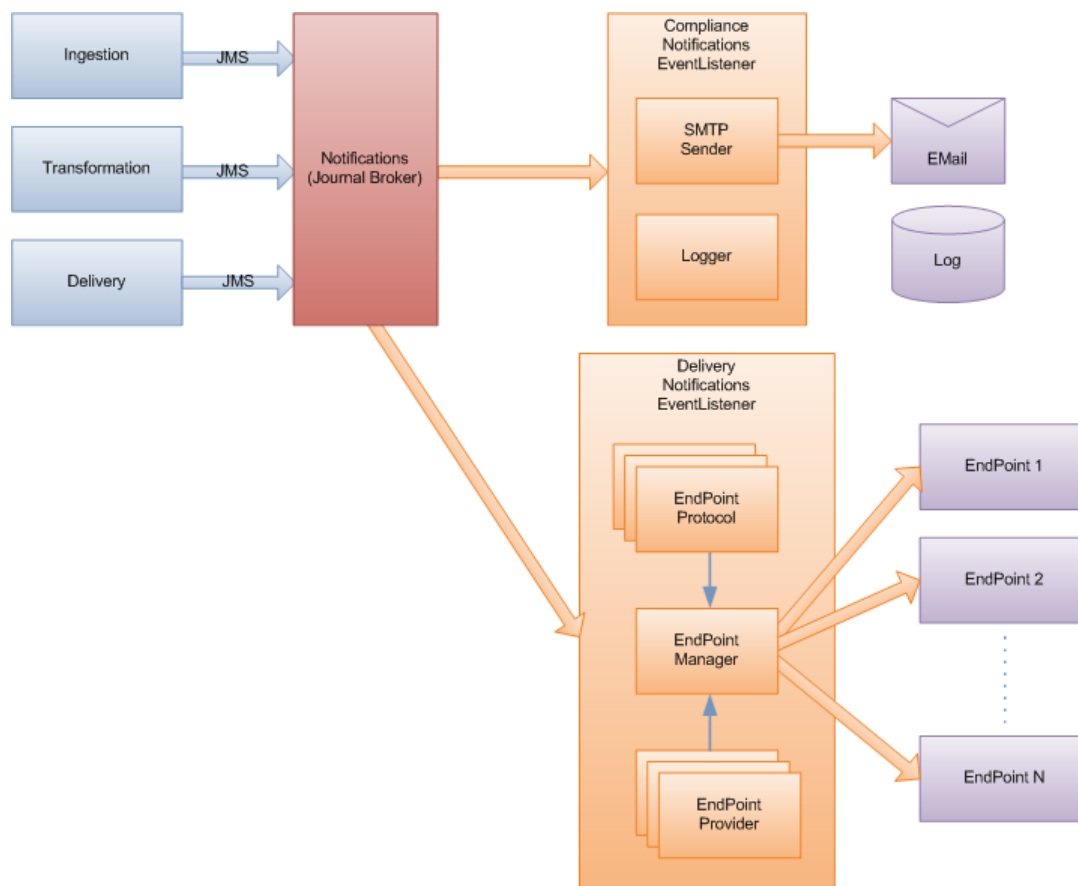 Ingestion
JMS
Transformation
JMS
Delivery
JMS
Notifications
(Journal Broker)
Compliance
Notifications
EventListener
SMTP
Sender
Logger
EMail
Log
Delivery
Notifications
EventListener
EndPoint
Protocol
EndPoint
Manager
EndPoint
Provider
EndPoint 1
EndPoint 2
EndPoint N